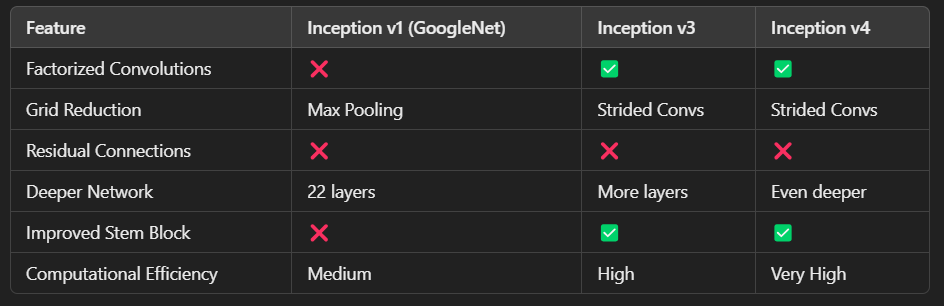 Feature Inception v1 (GoogleNet) Inception v3 Inception v4
Factorized Convolutions ❌ ✅ ✅
Grid Reduction Max Pooling Strided Convs Strided Convs
Residual Connections ❌ ❌ ❌
Deeper Network 22 layers More layers Even deeper
Improved Stem Block ❌ ✅ ✅
Computational Efficiency Medium High Very High